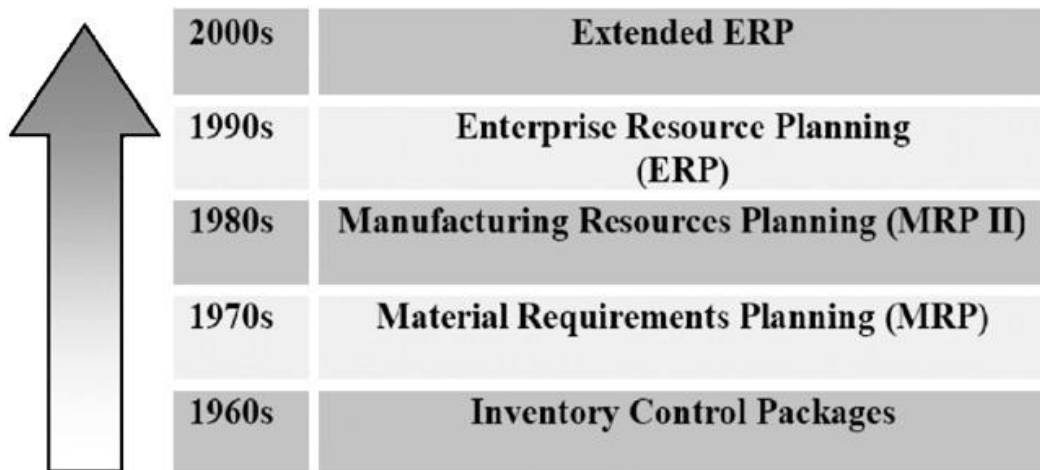 2000s Extended ERP
1990s Enterprise Resource Planning
(ERP)
1980s Manufacturing Resources Planning (MRP II)
1970s Material Requirements Planning (MRP)
1960s Inventory Control Packages